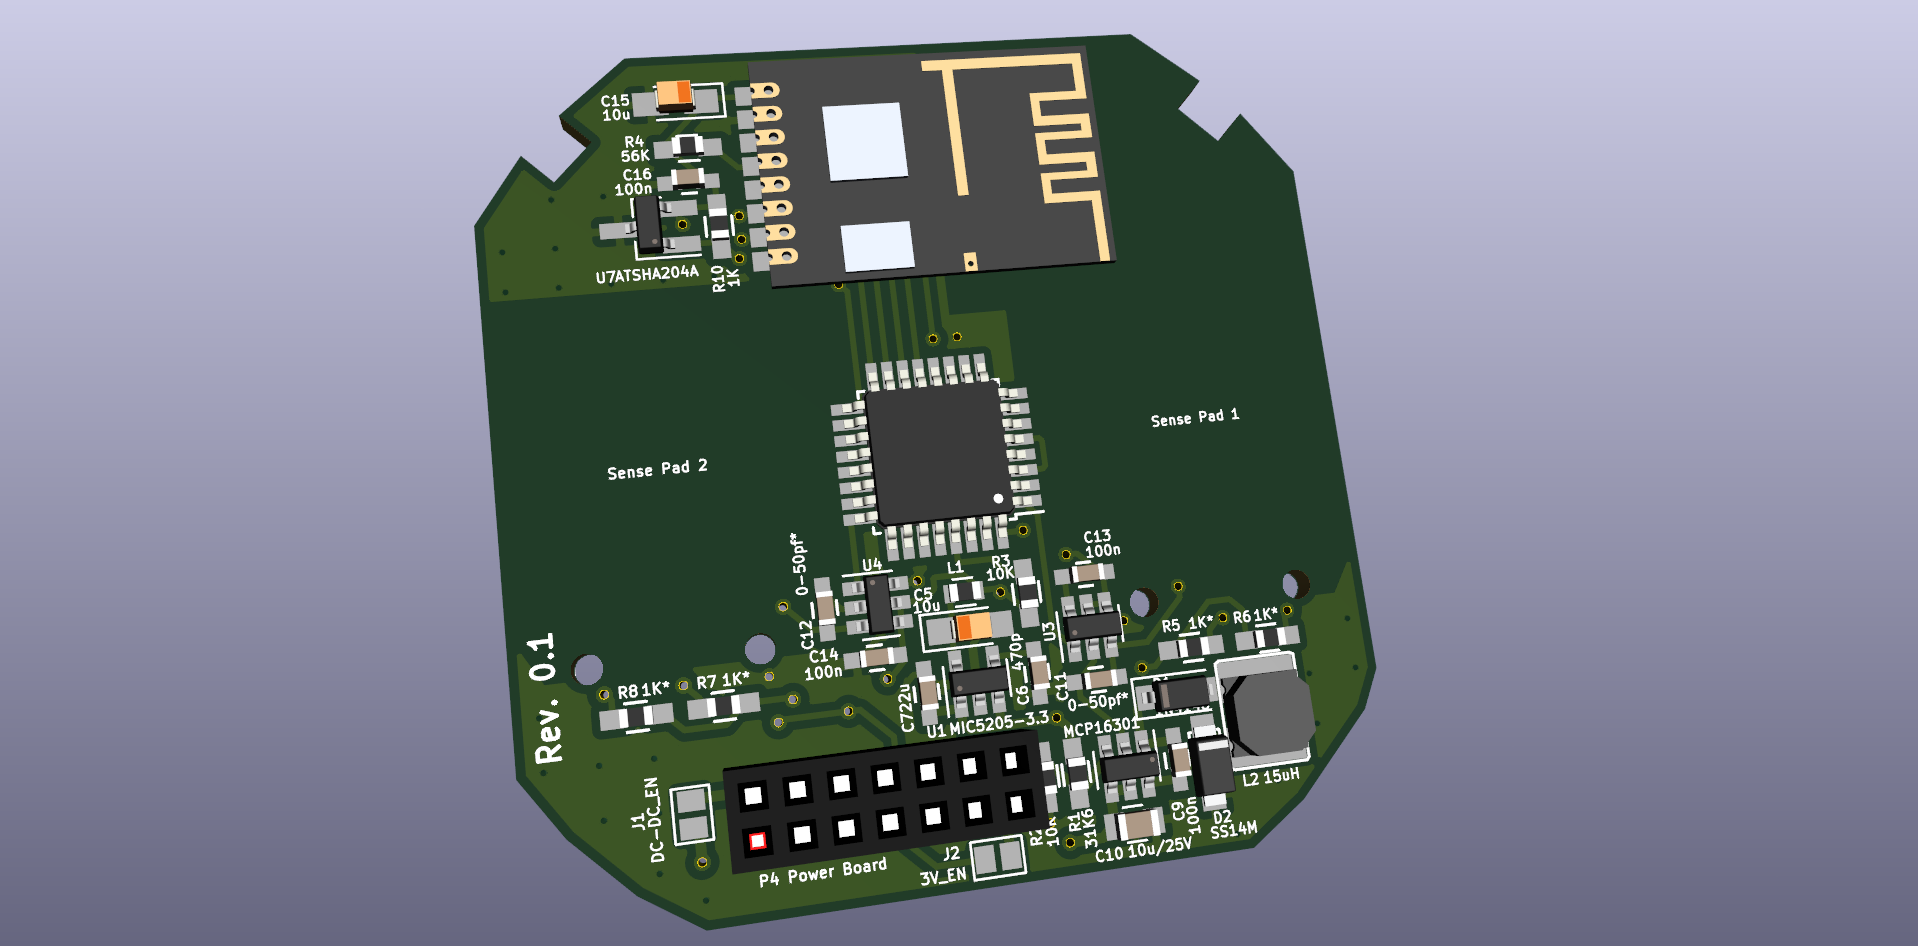 C15
10u
R4
56K
C16
100n
U7 ATSHA204A
R10
1K
Sense Pad 1
Sense Pad 2
0-50pf*
C12
U4
C5
10u
L1
R3
10K
C13
100n
C14
100n
C7 22u
U1 MIC5205-3.3
470p
C6
U3
C11
0-50pf*
R5 1K*
R6 1K*
R8 1K*
R7 1K*
Rev. 0.1
MCP16301
L2 15uH
D2
SS14M
C9
100n
C10 10u/25V
R1
31K6
J1
DC-DC_EN
J2
3V_EN
P4 Power Board